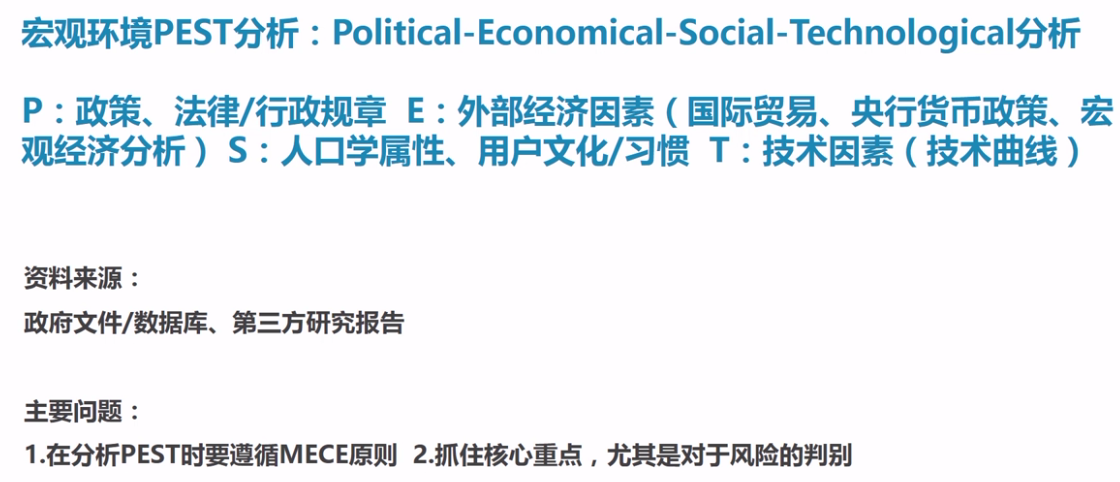 宏观环境PEST分析：Political-Economical-Social-Technological分析
P：政策、法律/行政规章 E：外部经济因素（国际贸易、央行货币政策、宏
观经济分析） S：人口学属性、用户文化/习惯 T：技术因素（技术曲线）
资料来源：
政府文件/数据库、第三方研究报告
主要问题：
1.在分析PEST时要遵循MECE原则 2.抓住核心重点，尤其是对于风险的判别